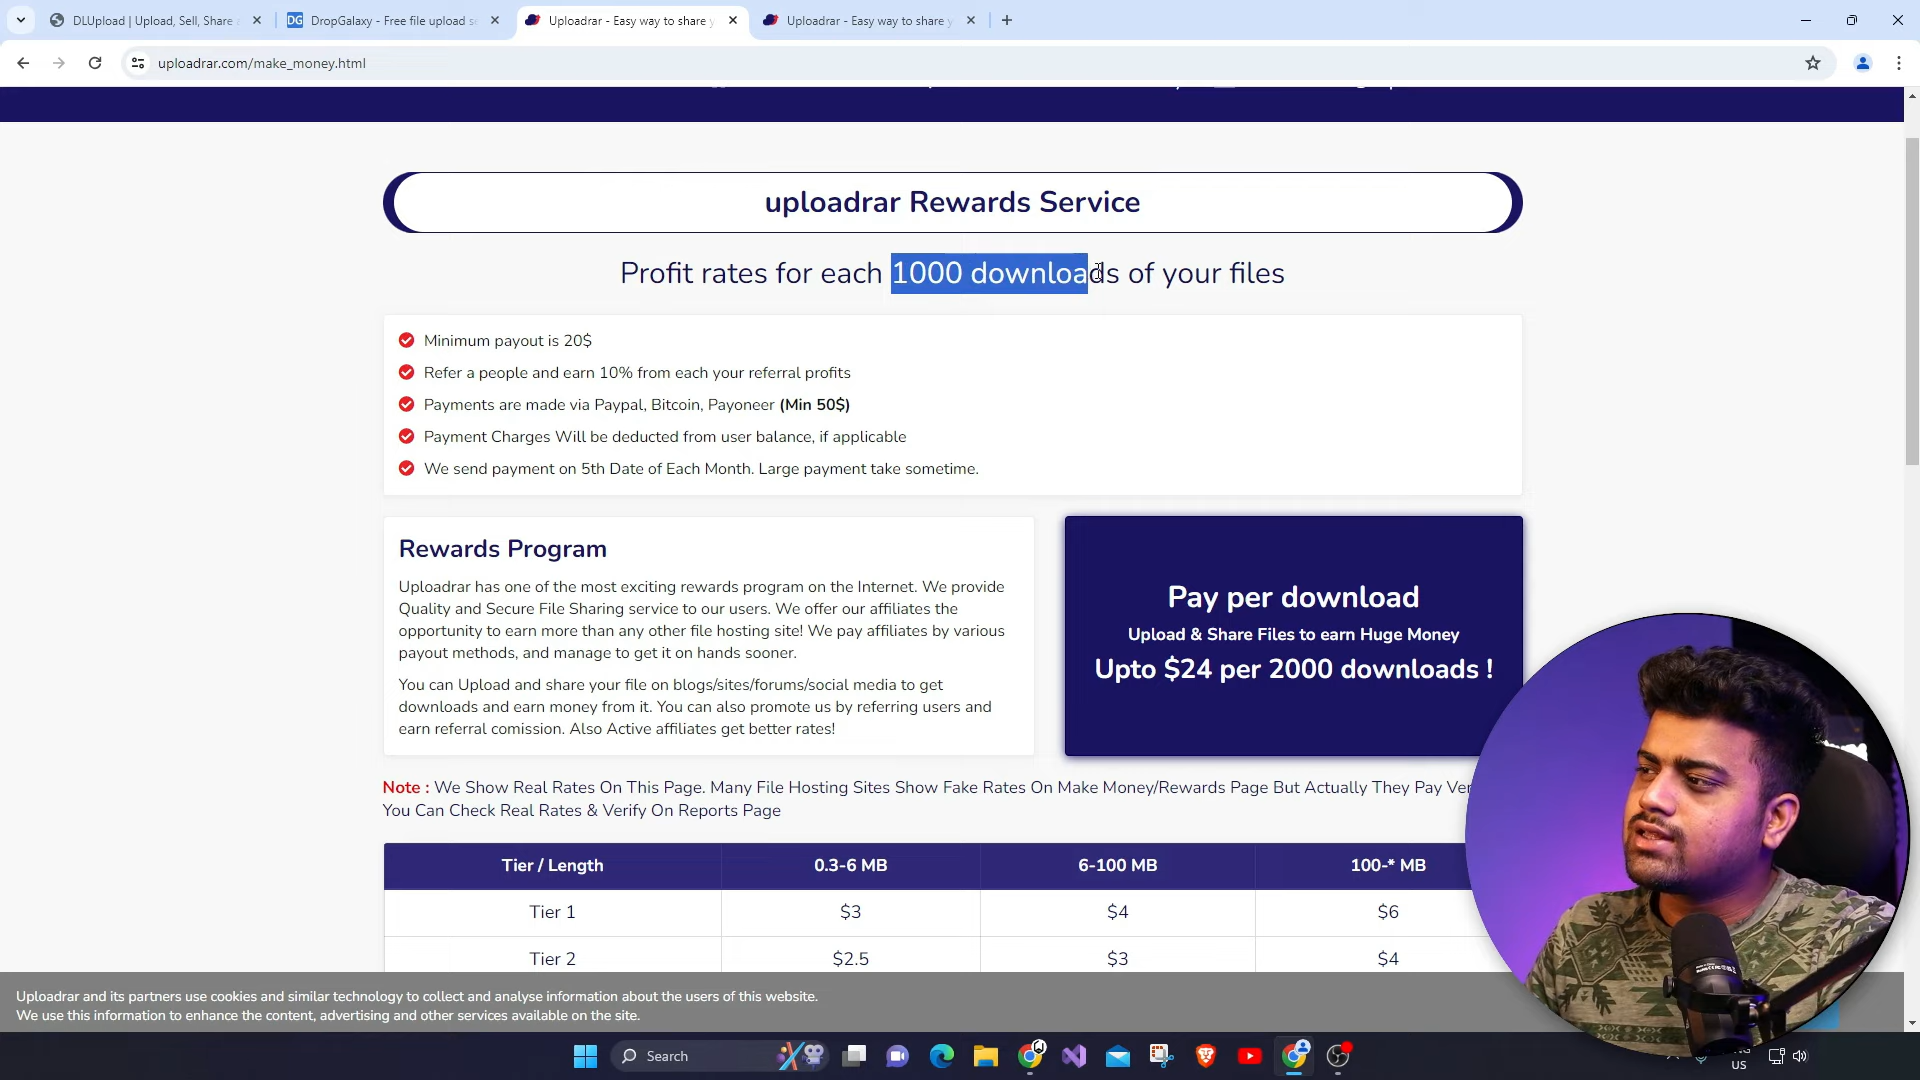 DLUpload | Upload, Sell, Share
DropGalaxy - Free file upload se
Uploadrar - Easy way to share y
Uploadrar - Easy way to share y
uploadrar.com/make_money.html
uploadrar Rewards Service
Profit rates for each 1000 downloads of your files
Minimum payout is 20$
Refer a people and earn 10% from each your referral profits
Payments are made via Paypal, Bitcoin, Payoneer (Min 50$)
Payment Charges Will be deducted from user balance, if applicable
We send payment on 5th Date of Each Month. Large payment take sometime.
Rewards Program
Uploadrar has one of the most exciting rewards program on the Internet. We provide
Quality and Secure File Sharing service to our users. We offer our affiliates the
opportunity to earn more than any other file hosting site! We pay affiliates by various
payout methods, and manage to get it on hands sooner.
You can Upload and share your file on blogs/sites/forums/social media to get
downloads and earn money from it. You can also promote us by referring users and
earn referral comission. Also Active affiliates get better rates!
Pay per download
Upload & Share Files to earn Huge Money
Upto $24 per 2000 downloads !
Note : We Show Real Rates On This Page. Many File Hosting Sites Show Fake Rates On Make Money/Rewards Page But Actually They Pay Ver
You Can Check Real Rates & Verify On Reports Page
Tier / Length 0.3-6 MB 6-100 MB 100-* MB
Tier 1 $3 $4 $6
Tier 2 $2.5 $3 $4
Uploadrar and its partners use cookies and similar technology to collect and analyse information about the users of this website.
We use this information to enhance the content, advertising and other services available on the site.
Search
US